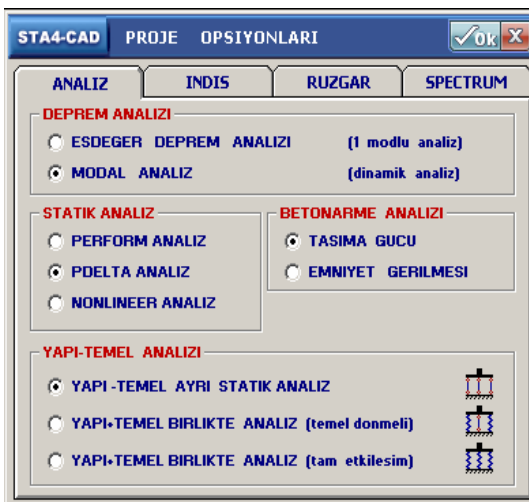 STA4-CAD PROJE OPSIYONLARI Ok X
ANALIZ INDIS RUZGAR SPECTRUM
DEPREM ANALIZI
ESDEGER DEPREM ANALIZI (1 modlu analiz)
MODAL ANALIZ (dinamik analiz)
STATIK ANALIZ
PERFORM ANALIZ
PDELTA ANALIZ
NONLINEER ANALIZ
BETONARME ANALIZI
TASIMA GUCU
EMNIYET GERILMESI
YAPI-TEMEL ANALIZI
YAPI-TEMEL AYRI STATIK ANALIZ
YAPI+TEMEL BIRLIKTE ANALIZ (temel donmeli)
YAPI+TEMEL BIRLIKTE ANALIZ (tam etkilesim)